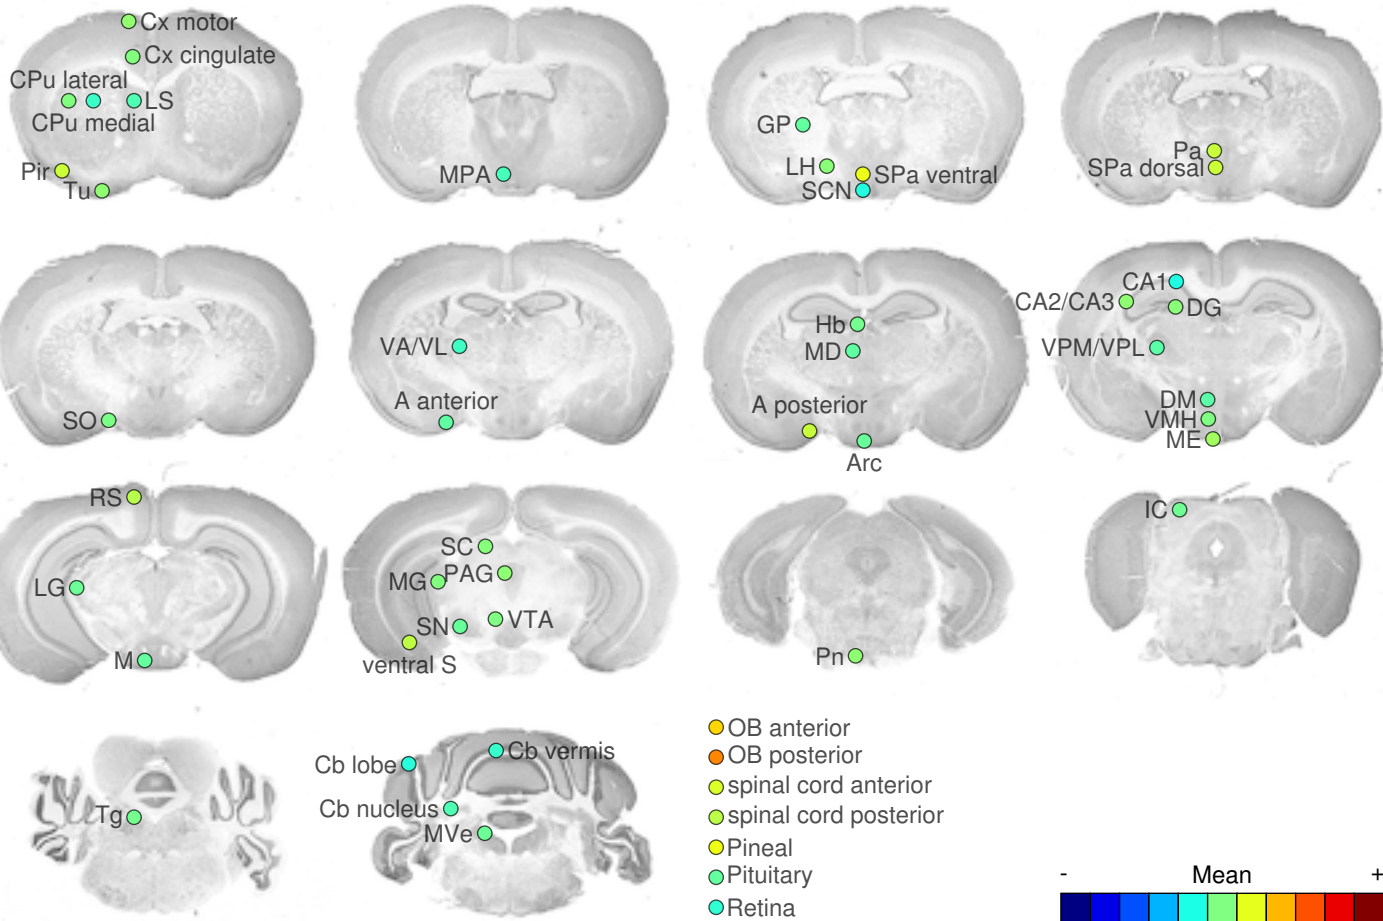 Cx motor
Cx cingulate
CPu lateral
LS
CPu medial
Pir
Tu
MPA
GP
LH
SPa ventral
SCN
Pa
SPa dorsal
SO
VA/VL
A anterior
Hb
MD
A posterior
Arc
CA1
CA2/CA3
DG
VPM/VPL
DM
VMH
ME
RS
LG
M
SC
MG
PAG
SN
VTA
ventral S
Pn
IC
Tg
Cb lobe
Cb vermis
Cb nucleus
MVe
OB anterior
OB posterior
spinal cord anterior
spinal cord posterior
Pineal
Pituitary
Retina
- Mean +